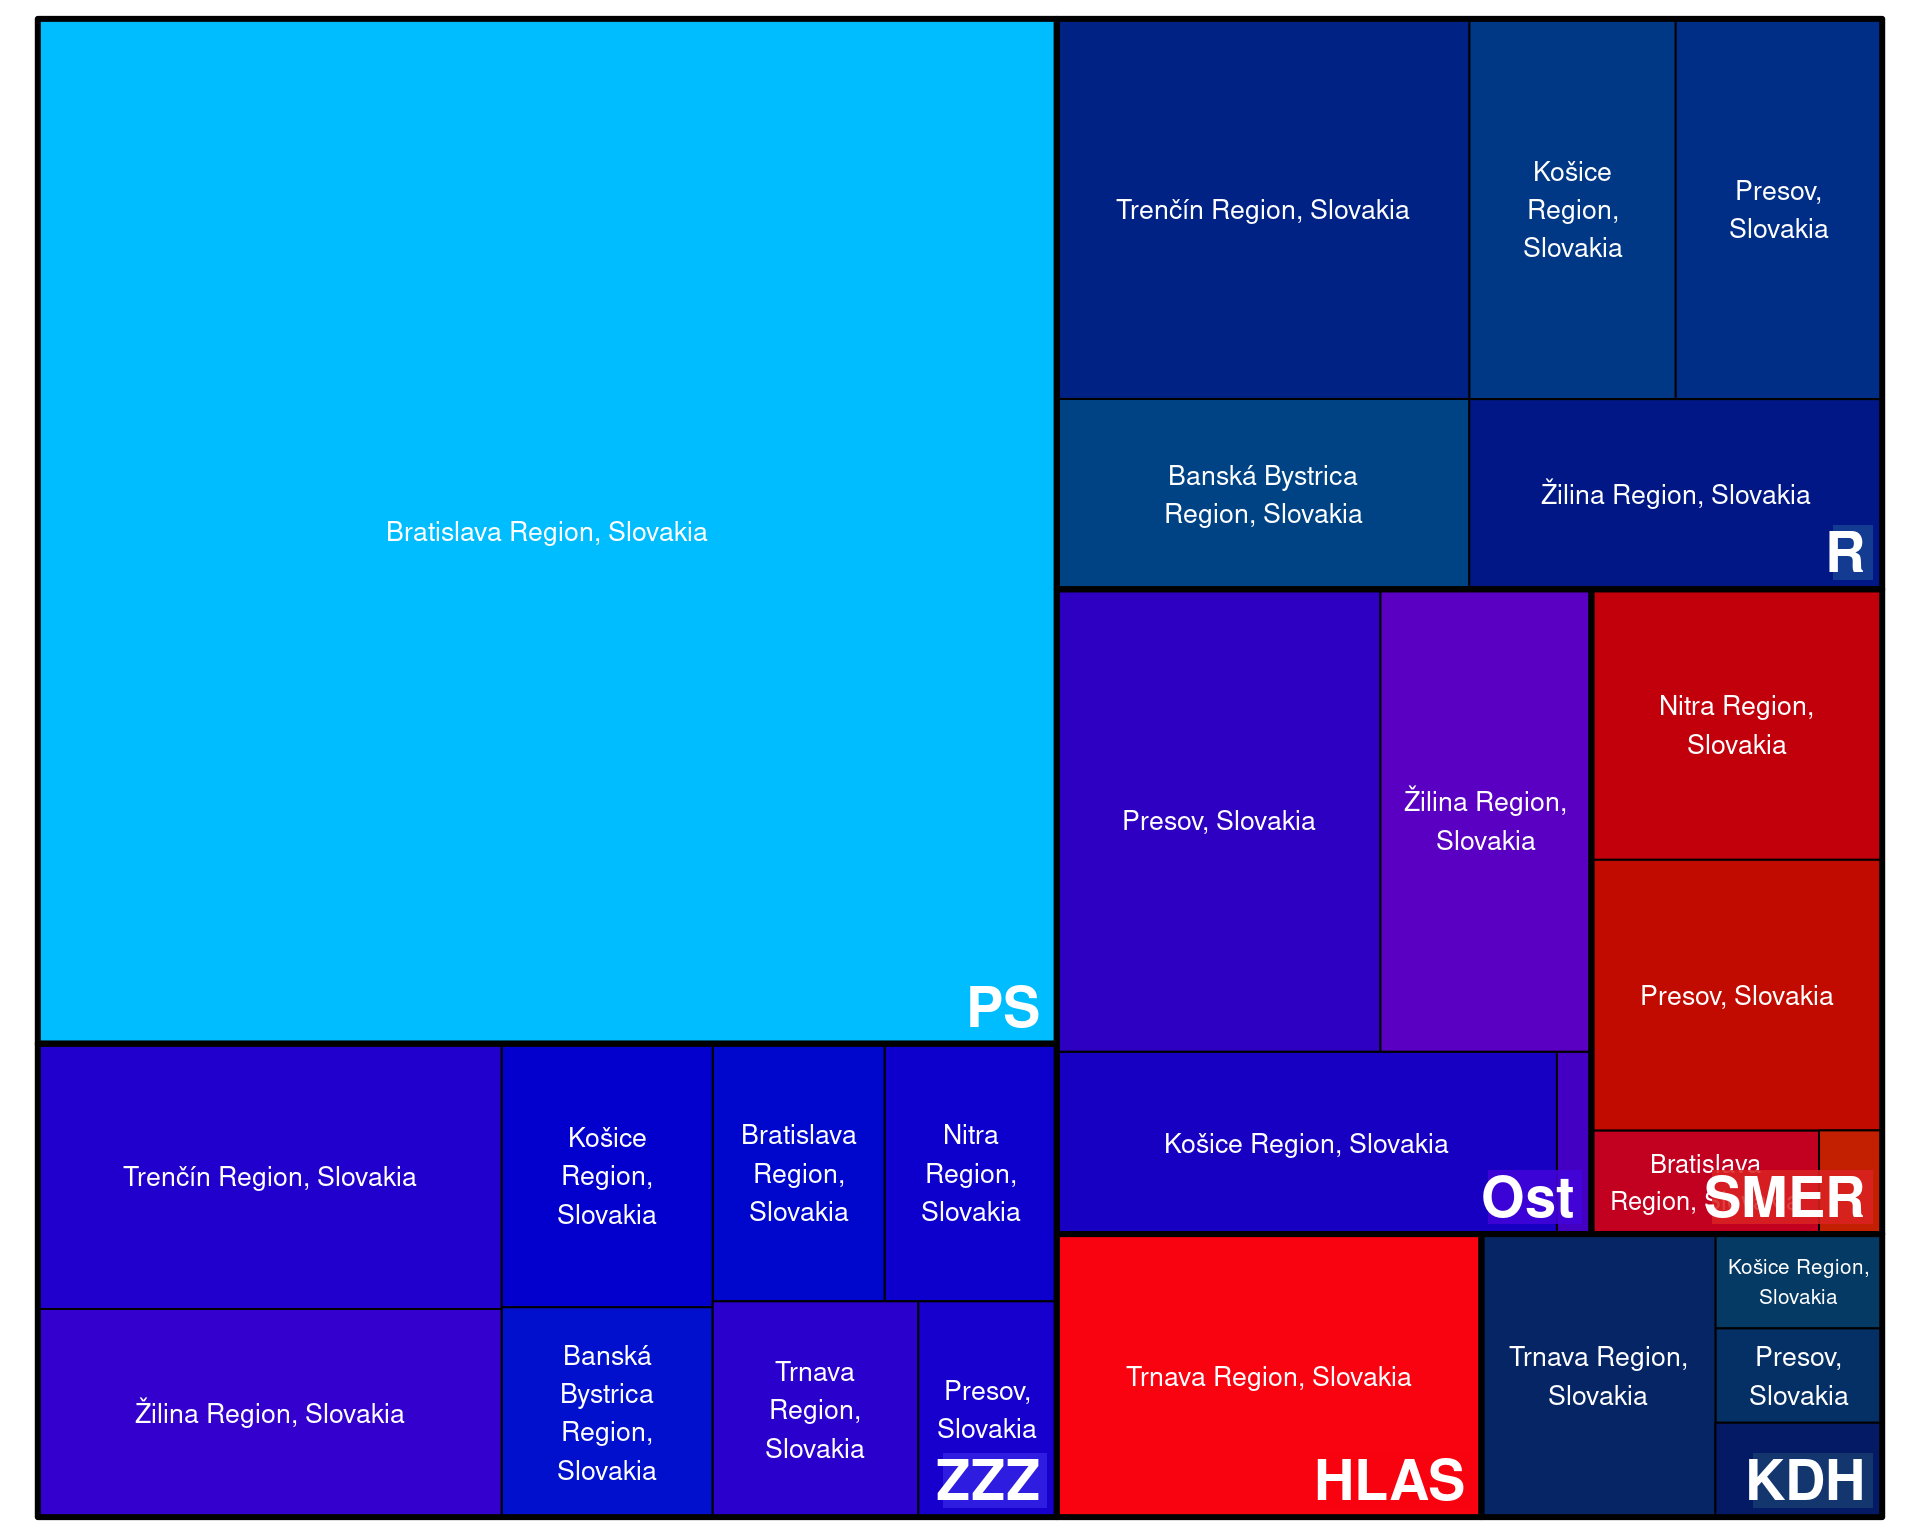 Bratislava Region, Slovakia
PS
Trenčín Region, Slovakia
Košice
Region,
Slovakia
Presov,
Slovakia
Banská Bystrica
Region, Slovakia
Žilina Region, Slovakia
R
Presov, Slovakia
Žilina Region,
Slovakia
Košice Region, Slovakia
Ost
Nitra Region,
Slovakia
Presov, Slovakia
Bratislava
Region,
SMER
Trenčín Region, Slovakia
Košice
Region,
Slovakia
Bratislava
Region,
Slovakia
Nitra
Region,
Slovakia
Žilina Region, Slovakia
Banská
Bystrica
Region,
Slovakia
Trnava
Region,
Slovakia
Presov,
Slovakia
ZZZ
Trnava Region, Slovakia
HLAS
Trnava Region,
Slovakia
Košice Region,
Slovakia
Presov,
Slovakia
KDH